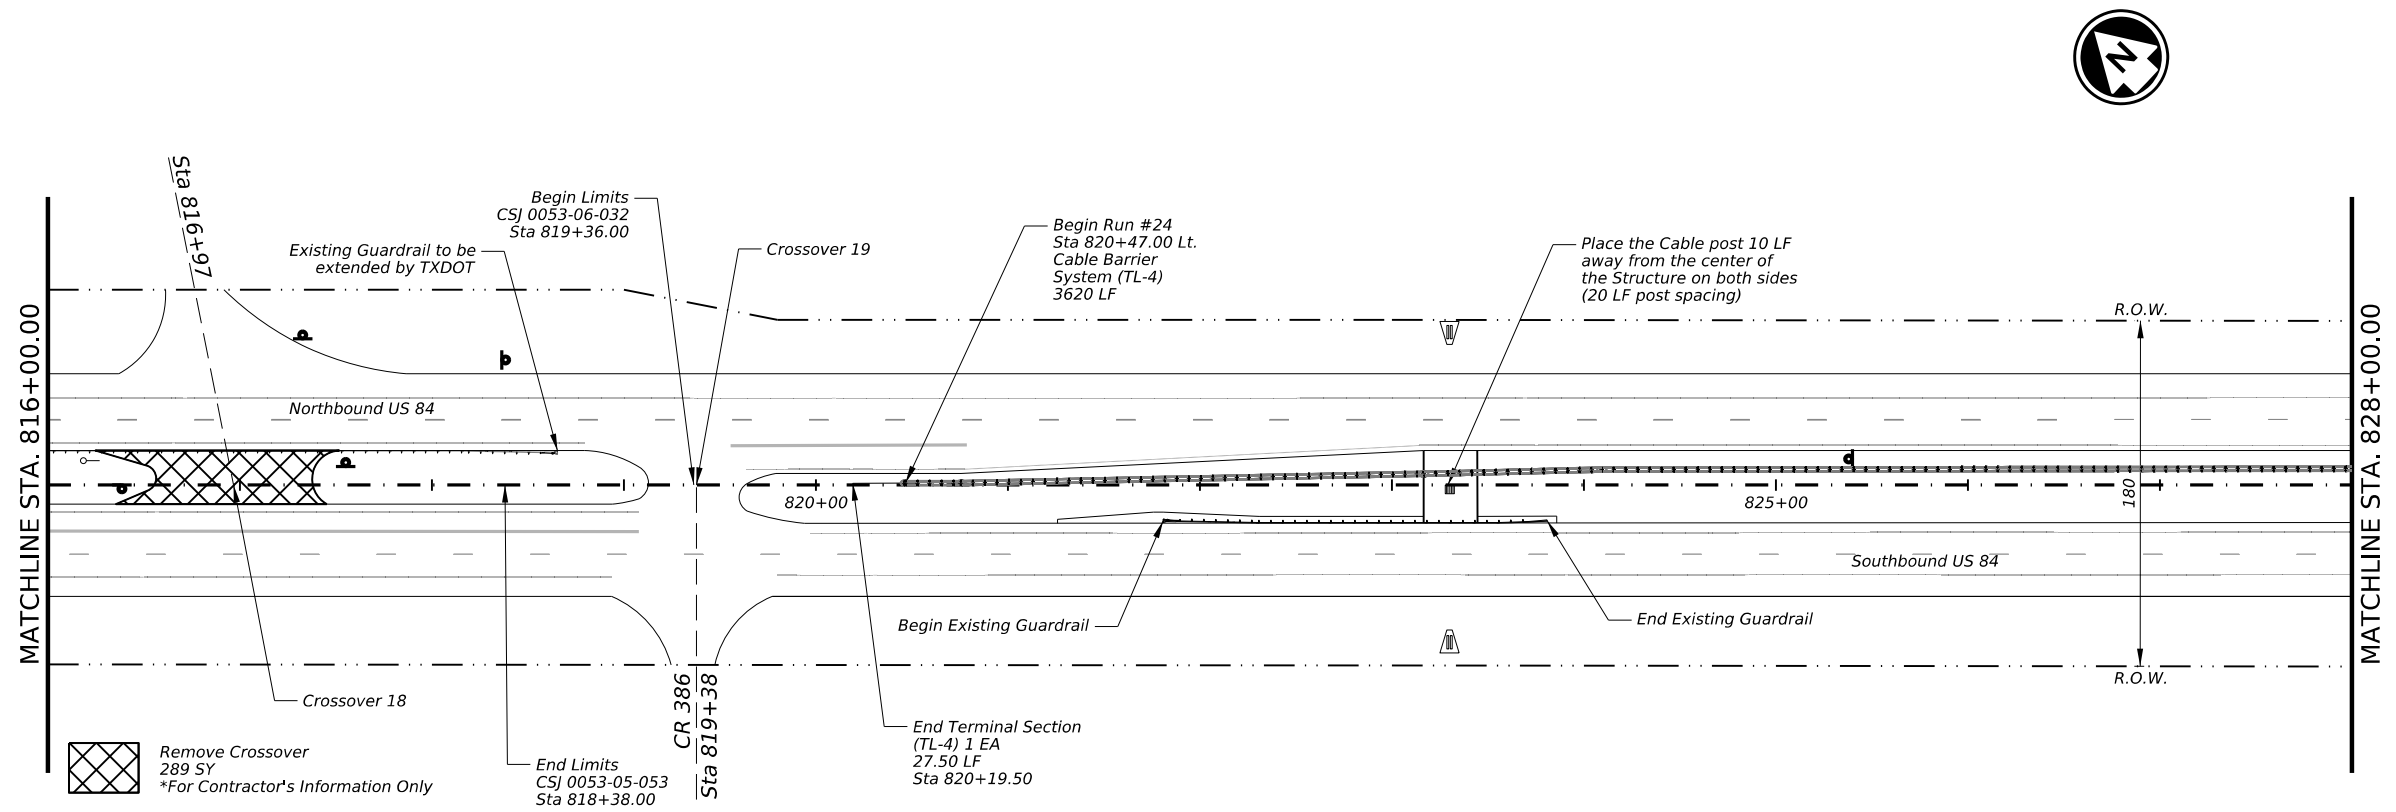 N
Sta 816+97
Begin Limits
CSJ 0053-06-032
Sta 819+36.00
Existing Guardrail to be
extended by TXDOT
Crossover 19
Begin Run #24
Sta 820+47.00 Lt.
Cable Barrier
System (TL-4)
3620 LF
Place the Cable post 10 LF
away from the center of
the Structure on both sides
(20 LF post spacing)
R.O.W.
MATCHLINE STA. 816+00.00
MATCHLINE STA. 828+00.00
Northbound US 84
820+00
825+00
180
Southbound US 84
Begin Existing Guardrail
End Existing Guardrail
R.O.W.
Crossover 18
CR 386
Sta 819+38
End Terminal Section
(TL-4) 1 EA
27.50 LF
Sta 820+19.50
Remove Crossover
289 SY
*For Contractor's Information Only
End Limits
CSJ 0053-05-053
Sta 818+38.00